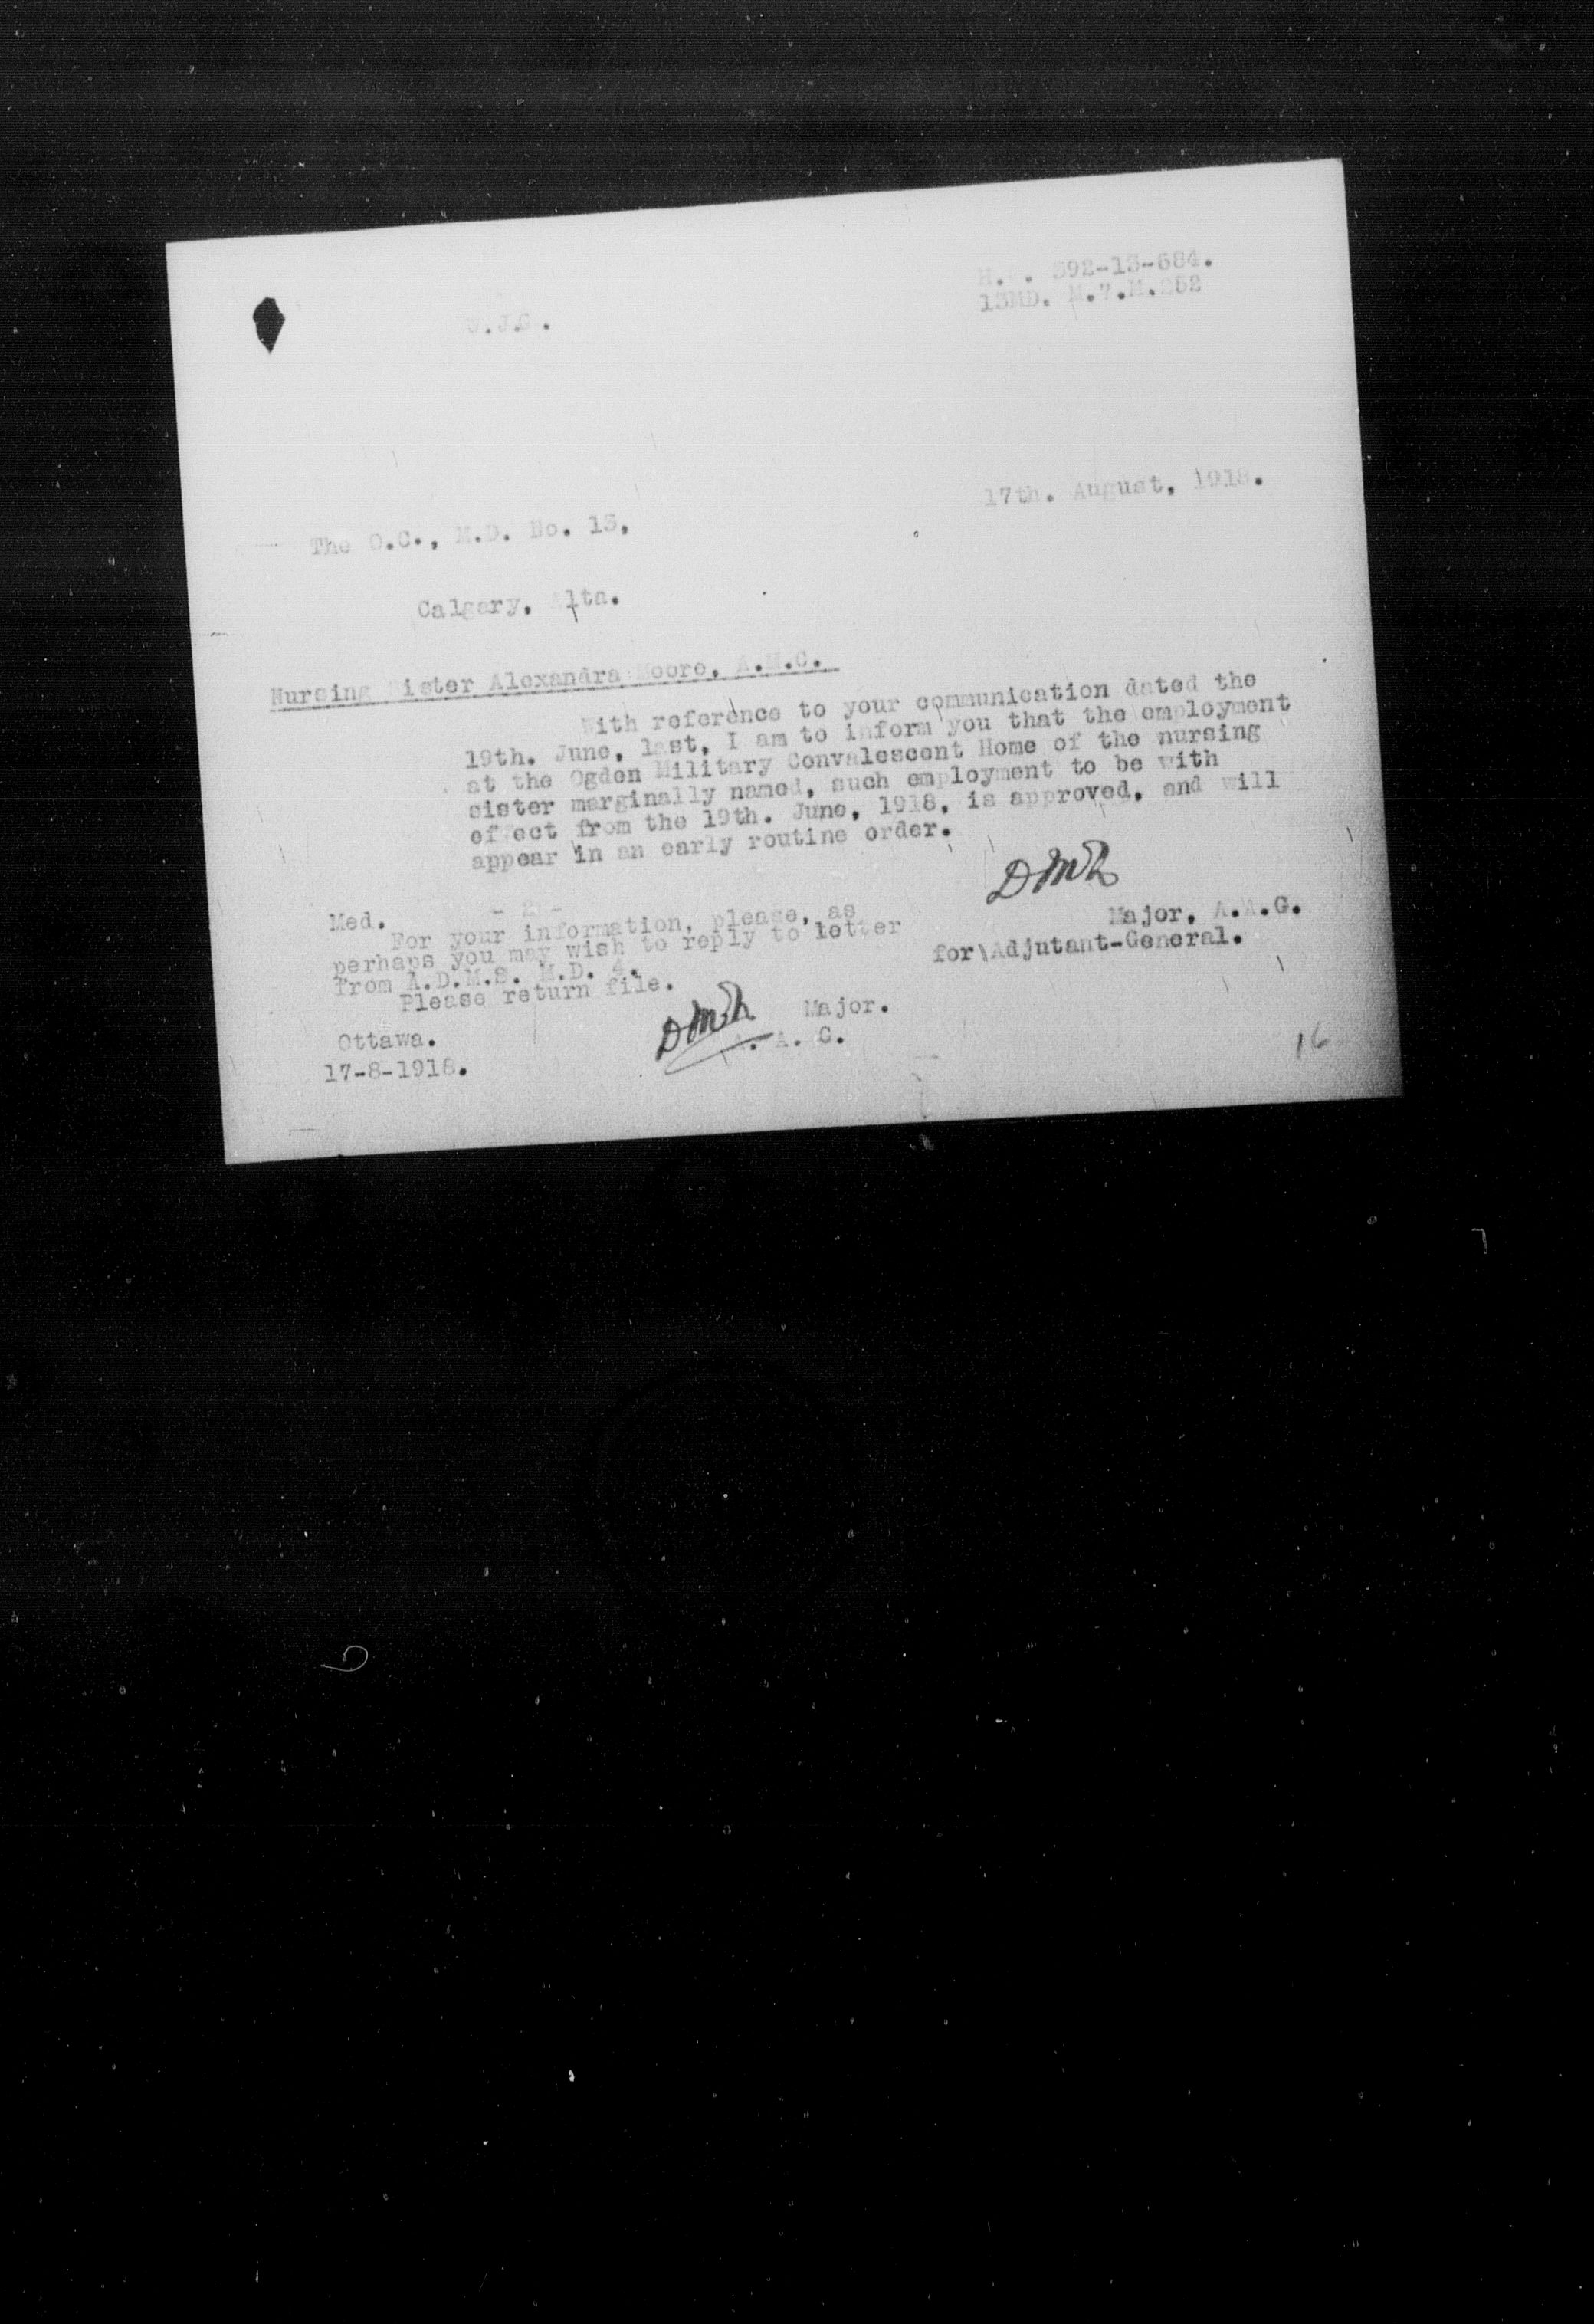 H. . 392-13-684.
13MD. M.7.M.252
.J.G.
17th. August, 1918.
The O.C., M.D. No. 13,
Calgary, Alta.
Nursing Sister Alexandra Moore, A.M.C.
With reference to your communication dated the
19th. June, last, I am to inform you that the employment
at the Ogden Military Convalescent Home of the nursing
sister marginally named, such employment to be with
effect from the 19th. June, 1918, is approved, and will
appear in an early routine order.
Major, A.A.G.
for Adjutant-General.
- 2 -
Med.
For your information, please, as
perhaps you may wish to reply to letter
from A.D.M.S. M.D. 4.
Please return file.
Major.
A. A. G.
Ottawa.
17-8-1918.
16